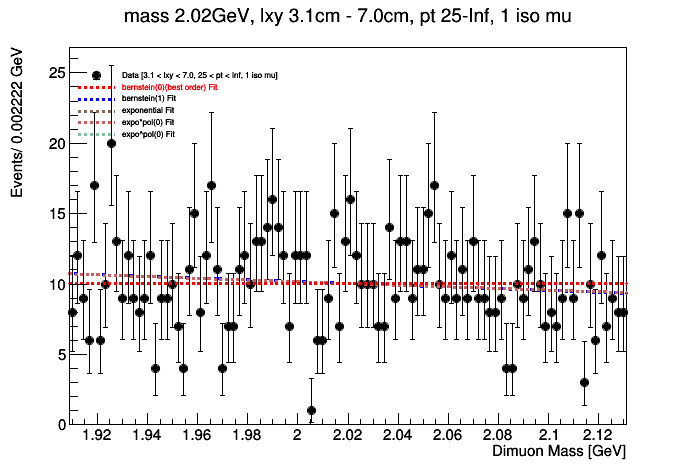 mass 2.02GeV, lxy 3.1cm - 7.0cm, pt 25-Inf, 1 iso mu
Events/ 0.002222 GeV
25
20
15
10
5
0
Data [3.1 < lxy < 7.0, 25 < pt < Inf, 1 iso mu]
bernstein(0)(best order) Fit
bernstein(1) Fit
exponential Fit
expo*pol(0) Fit
expo^pol(0) Fit
1.92 1.94 1.96 1.98 2 2.02 2.04 2.06 2.08 2.1 2.12
Dimuon Mass [GeV]